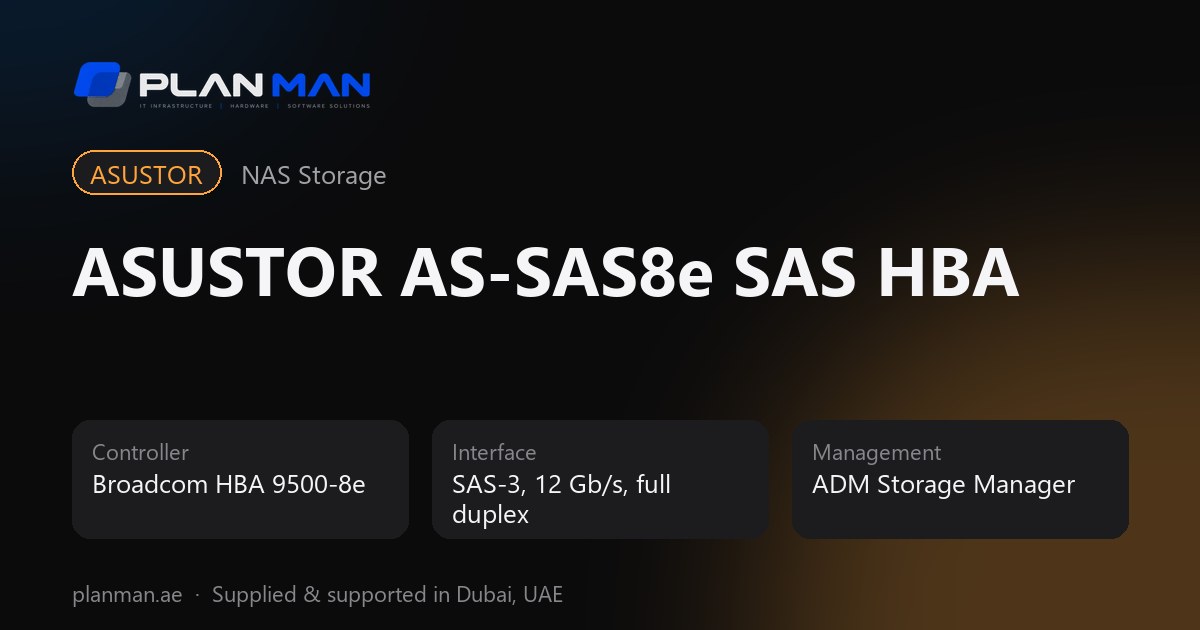 PLAN MAN
IT INFRASTRUCTURE | HARDWARE | SOFTWARE SOLUTIONS
ASUSTOR NAS Storage
ASUSTOR AS-SAS8e SAS HBA
Controller
Broadcom HBA 9500-8e
Interface
SAS-3, 12 Gb/s, full
duplex
Management
ADM Storage Manager
planman.ae · Supplied & supported in Dubai, UAE